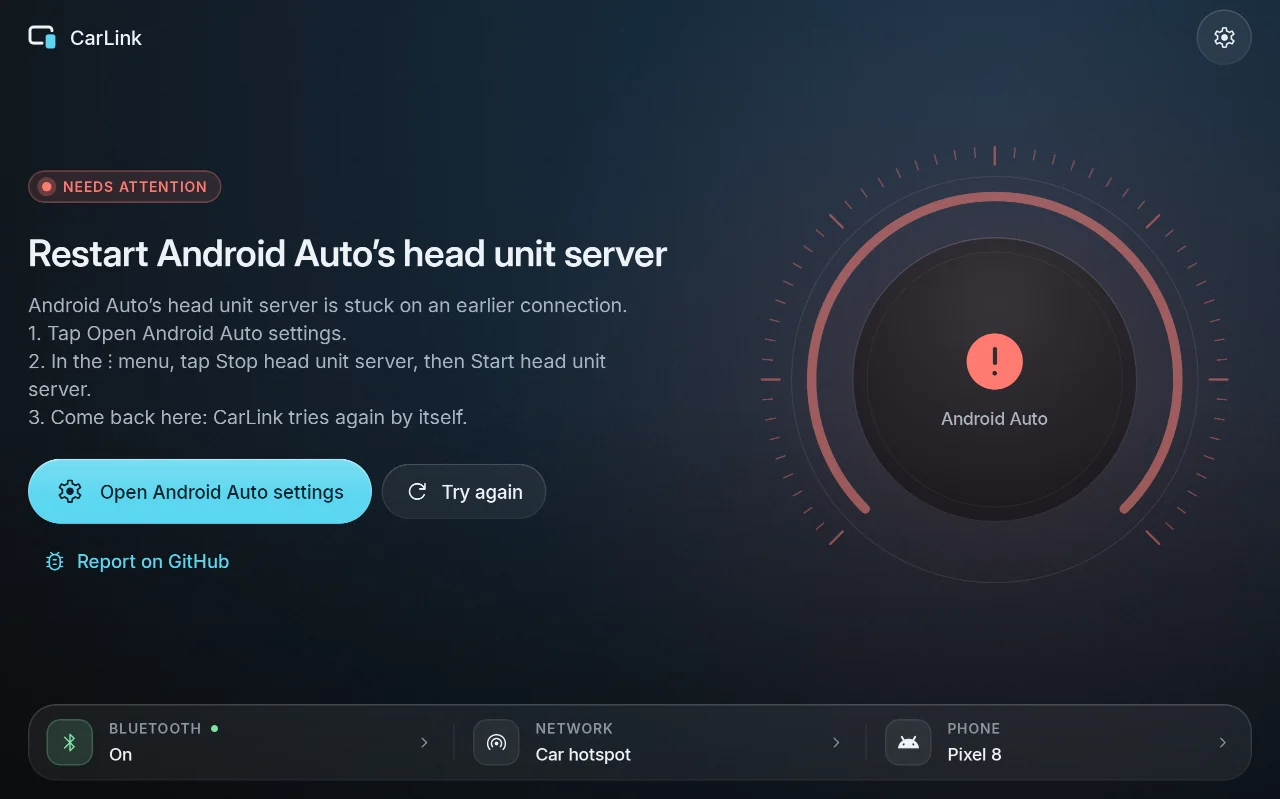 CarLink
NEEDS ATTENTION
Restart Android Auto’s head unit server
Android Auto’s head unit server is stuck on an earlier connection.
1. Tap Open Android Auto settings.
2. In the ⋮ menu, tap Stop head unit server, then Start head unit
server.
3. Come back here: CarLink tries again by itself.
Open Android Auto settings
Try again
Report on GitHub
Android Auto
BLUETOOTH
On
NETWORK
Car hotspot
PHONE
Pixel 8